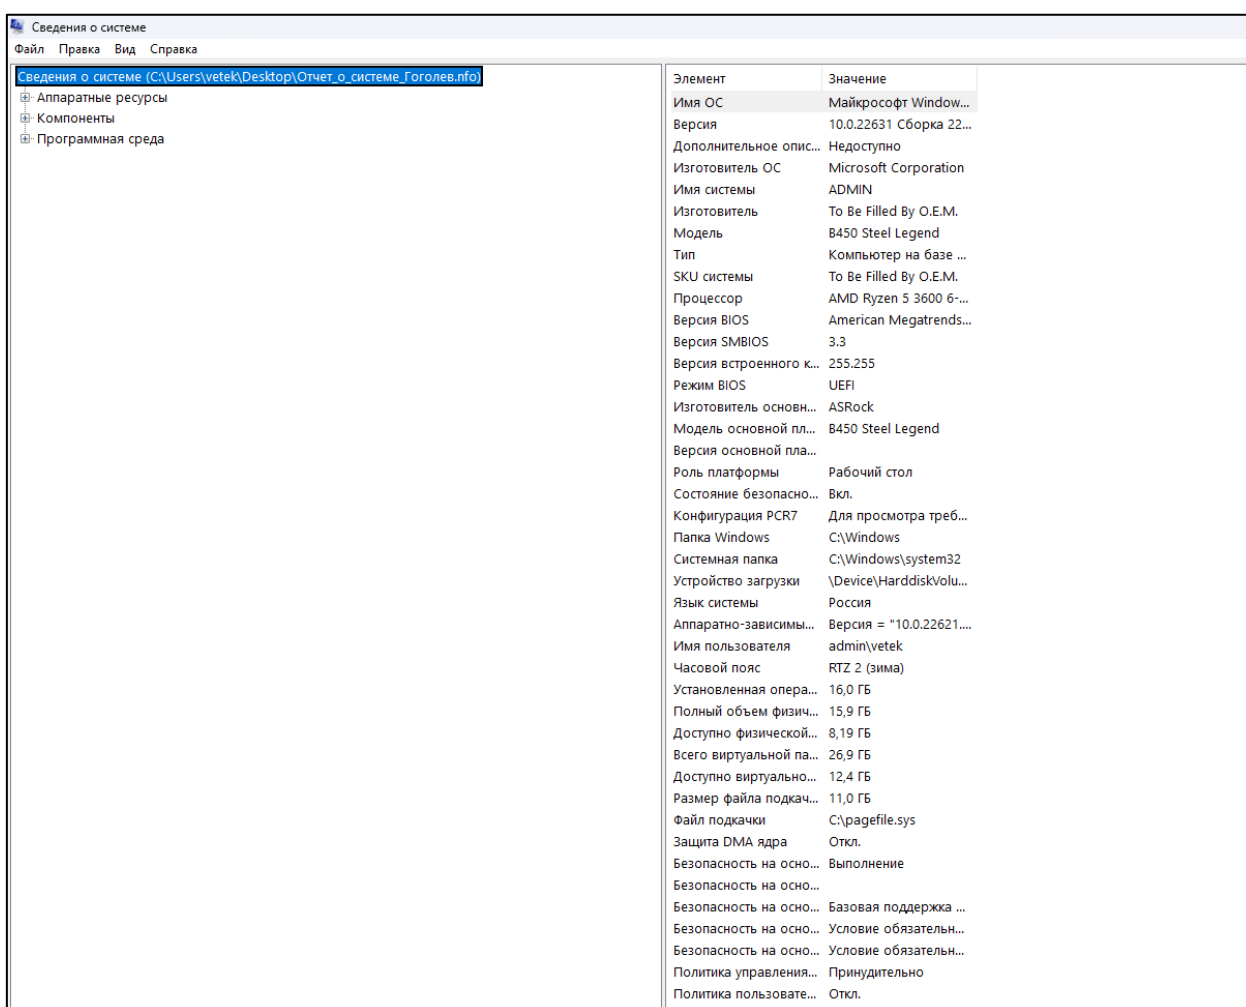 Сведения о системе
Файл Правка Вид Справка
Сведения о системе (C:\Users\vetek\Desktop\Отчет_о_системе_Гоголев.nfo)
Аппаратные ресурсы
Компоненты
Программная среда
Элемент Значение
Имя ОС Майкрософт Window...
Версия 10.0.22631 Сборка 22...
Дополнительное опис... Недоступно
Изготовитель ОС Microsoft Corporation
Имя системы ADMIN
Изготовитель To Be Filled By O.E.M.
Модель B450 Steel Legend
Тип Компьютер на базе ...
SKU системы To Be Filled By O.E.M.
Процессор AMD Ryzen 5 3600 6-...
Версия BIOS American Megatrends...
Версия SMBIOS 3.3
Версия встроенного к... 255.255
Режим BIOS UEFI
Изготовитель основн... ASRock
Модель основной пл... B450 Steel Legend
Версия основной пла...
Роль платформы Рабочий стол
Состояние безопасно... Вкл.
Конфигурация PCR7 Для просмотра треб...
Папка Windows C:\Windows
Системная папка C:\Windows\system32
Устройство загрузки \Device\HarddiskVolu...
Язык системы Россия
Аппаратно-зависимы... Версия = "10.0.22621....
Имя пользователя admin\vetek
Часовой пояс RTZ 2 (зима)
Установленная опера... 16,0 ГБ
Полный объем физич... 15,9 ГБ
Доступно физической... 8,19 ГБ
Всего виртуальной па... 26,9 ГБ
Доступно виртуально... 12,4 ГБ
Размер файла подкач... 11,0 ГБ
Файл подкачки C:\pagefile.sys
Защита DMA ядра Откл.
Безопасность на осно... Выполнение
Безопасность на осно...
Безопасность на осно... Базовая поддержка ...
Безопасность на осно... Условие обязательн...
Безопасность на осно... Условие обязательн...
Политика управления... Принудительно
Политика пользовате... Откл.